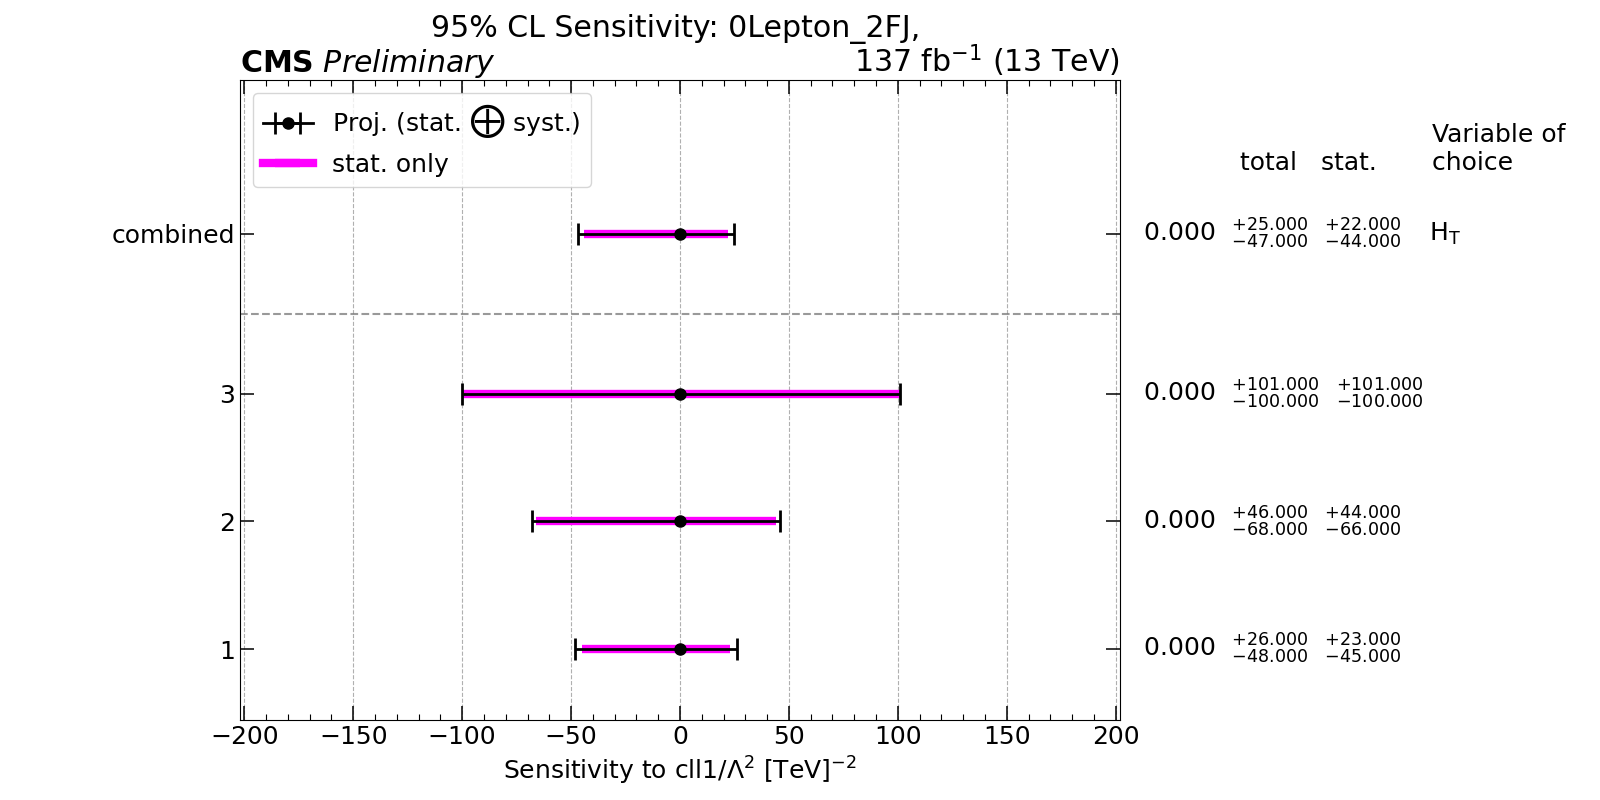 95% CL Sensitivity: 0Lepton_2FJ,
CMS Preliminary 137 fb⁻¹ (13 TeV)
Proj. (stat. ⊕ syst.)
stat. only
total stat. Variable of choice
combined 0.000 +25.000 −47.000 +22.000 −44.000 H_T
3 0.000 +101.000 −100.000 +101.000 −100.000
2 0.000 +46.000 −68.000 +44.000 −66.000
1 0.000 +26.000 −48.000 +23.000 −45.000
−200 −150 −100 −50 0 50 100 150 200
Sensitivity to cll1/Λ² [TeV]⁻²